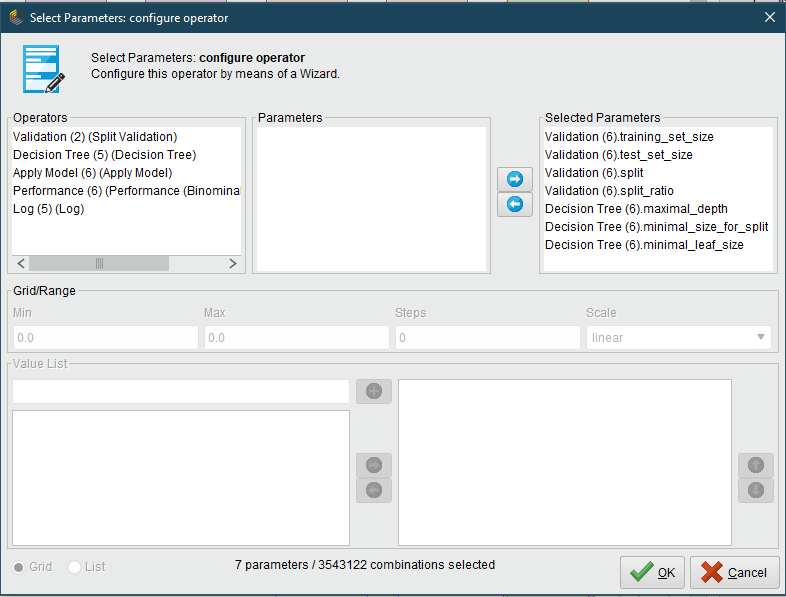 Select Parameters: configure operator
Select Parameters: configure operator
Configure this operator by means of a Wizard.
Operators
Validation (2) (Split Validation)
Decision Tree (5) (Decision Tree)
Apply Model (6) (Apply Model)
Performance (6) (Performance (Binominal
Log (5) (Log)
Parameters
Selected Parameters
Validation (6).training_set_size
Validation (6).test_set_size
Validation (6).split
Validation (6).split_ratio
Decision Tree (6).maximal_depth
Decision Tree (6).minimal_size_for_split
Decision Tree (6).minimal_leaf_size
Grid/Range
Min Max Steps Scale
0.0 0.0 0 linear
Value List
Grid List
7 parameters / 3543122 combinations selected
OK Cancel